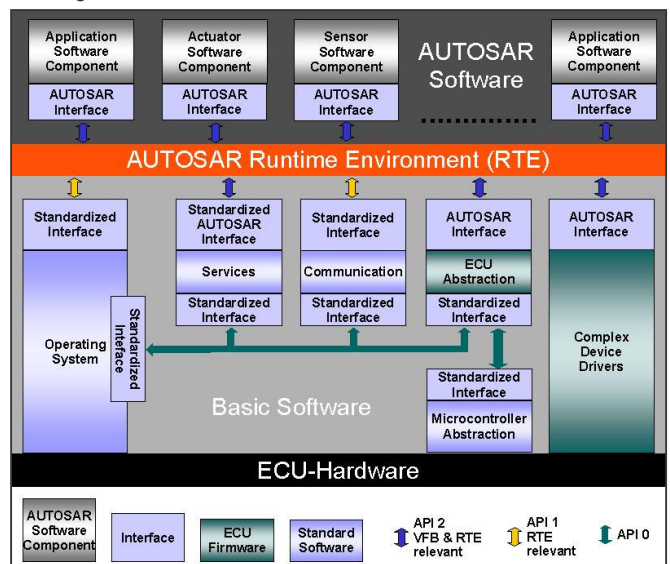 Application
Software
Component
AUTOSAR
Interface
Actuator
Software
Component
AUTOSAR
Interface
Sensor
Software
Component
AUTOSAR
Interface
AUTOSAR
Software
Application
Software
Component
AUTOSAR
Interface
AUTOSAR Runtime Environment (RTE)
Standardized
Interface
Operating
System
Standardized
Interface
Standardized
AUTOSAR
Interface
Services
Standardized
Interface
Standardized
Interface
Communication
Standardized
Interface
AUTOSAR
Interface
ECU
Abstraction
Standardized
Interface
Standardized
Interface
Microcontroller
Abstraction
AUTOSAR
Interface
Complex
Device
Drivers
Basic Software
ECU-Hardware
AUTOSAR
Software
Component
Interface
ECU
Firmware
Standard
Software
API 2
VFB & RTE
relevant
API 1
RTE
relevant
API 0